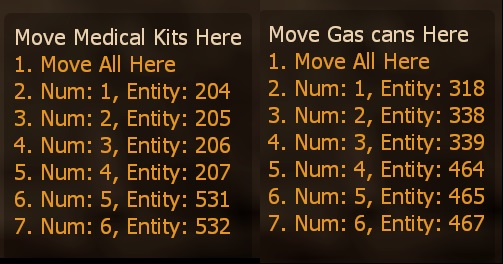 Move Medical Kits Here
1. Move All Here
2. Num: 1, Entity: 204
3. Num: 2, Entity: 205
4. Num: 3, Entity: 206
5. Num: 4, Entity: 207
6. Num: 5, Entity: 531
7. Num: 6, Entity: 532
Move Gas cans Here
1. Move All Here
2. Num: 1, Entity: 318
3. Num: 2, Entity: 338
4. Num: 3, Entity: 339
5. Num: 4, Entity: 464
6. Num: 5, Entity: 465
7. Num: 6, Entity: 467